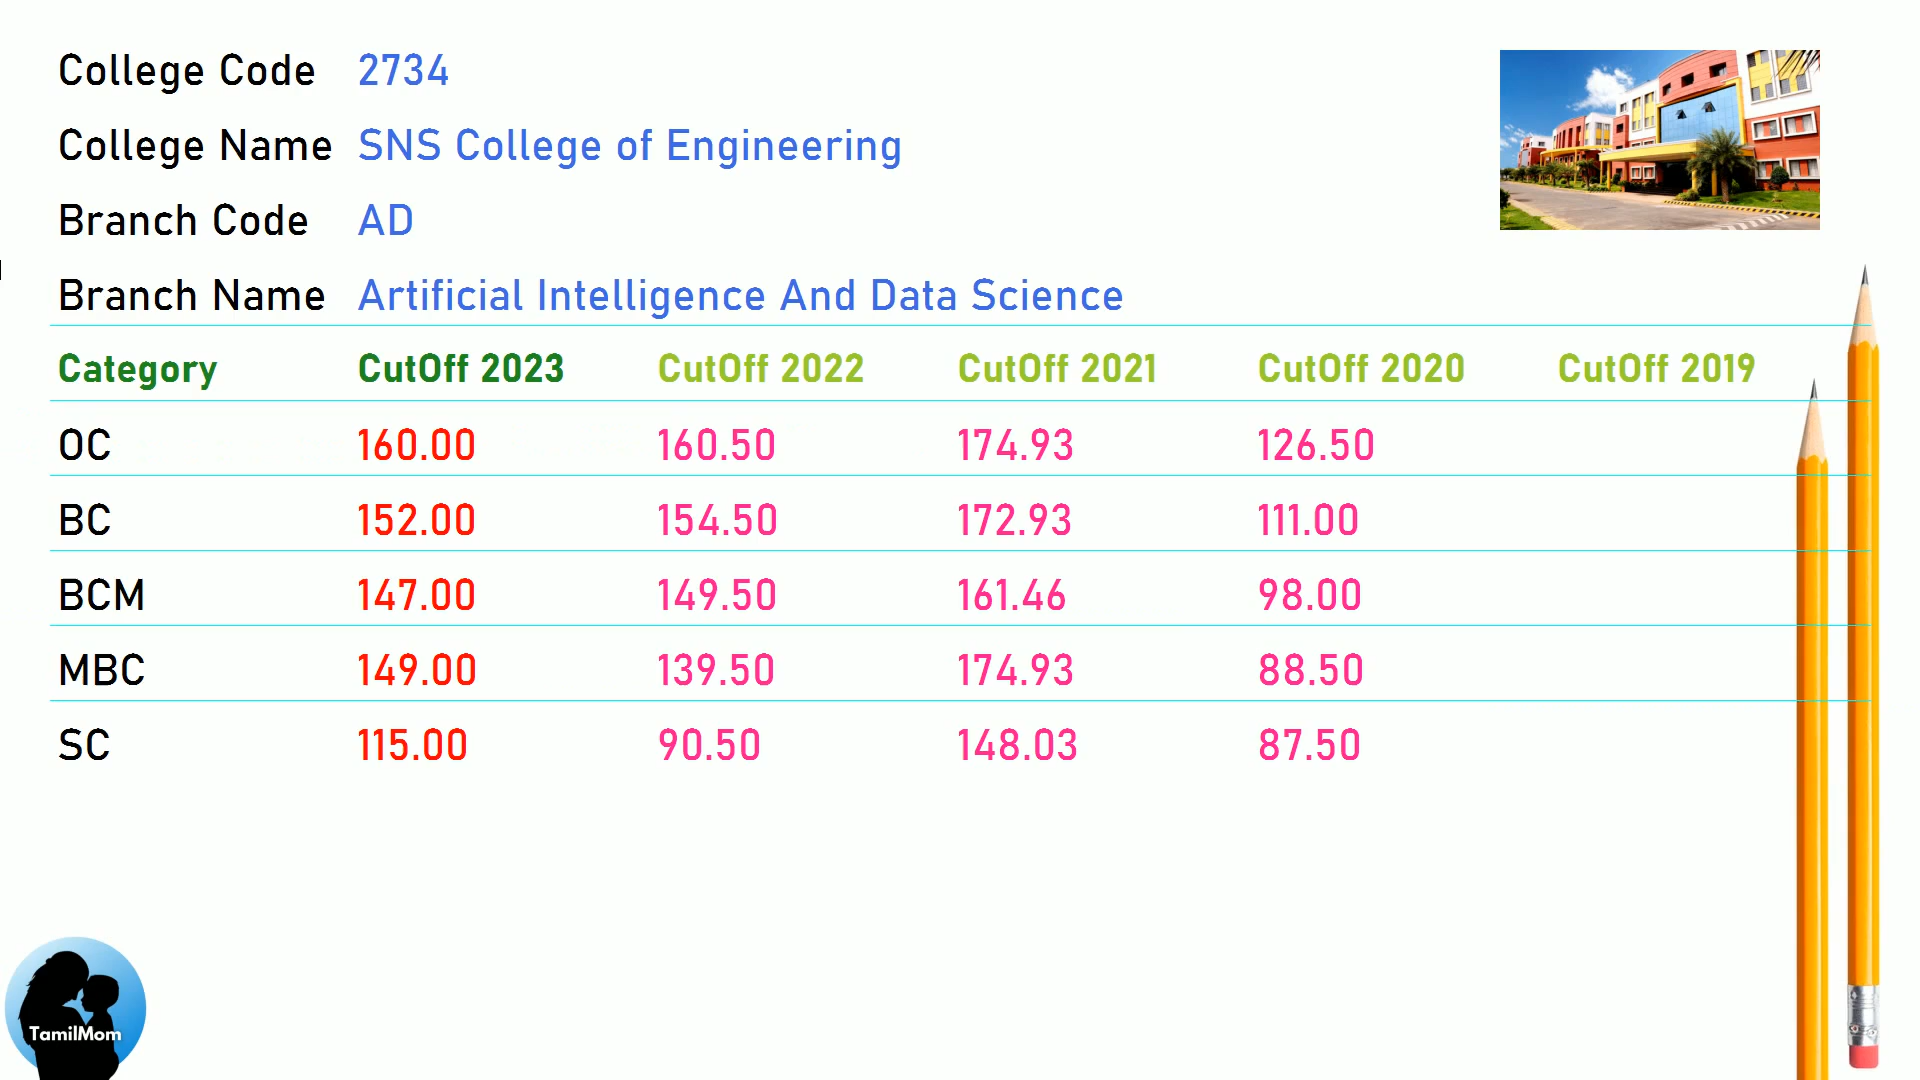 College Code 2734
College Name SNS College of Engineering
Branch Code AD
Branch Name Artificial Intelligence And Data Science
Category CutOff 2023 CutOff 2022 CutOff 2021 CutOff 2020 CutOff 2019
OC 160.00 160.50 174.93 126.50
BC 152.00 154.50 172.93 111.00
BCM 147.00 149.50 161.46 98.00
MBC 149.00 139.50 174.93 88.50
SC 115.00 90.50 148.03 87.50
TamilMom